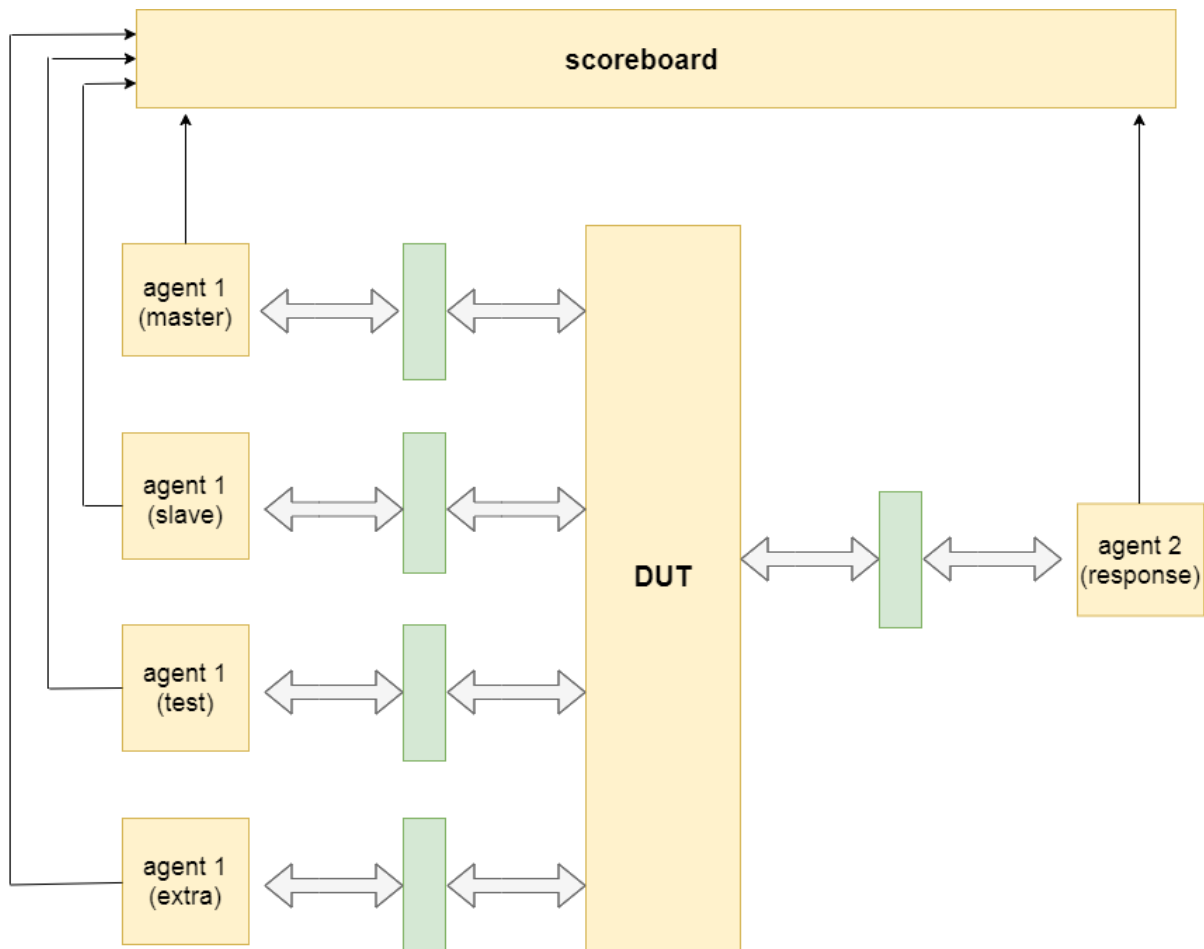 scoreboard
agent 1
(master)
agent 1
(slave)
DUT
agent 2
(response)
agent 1
(test)
agent 1
(extra)